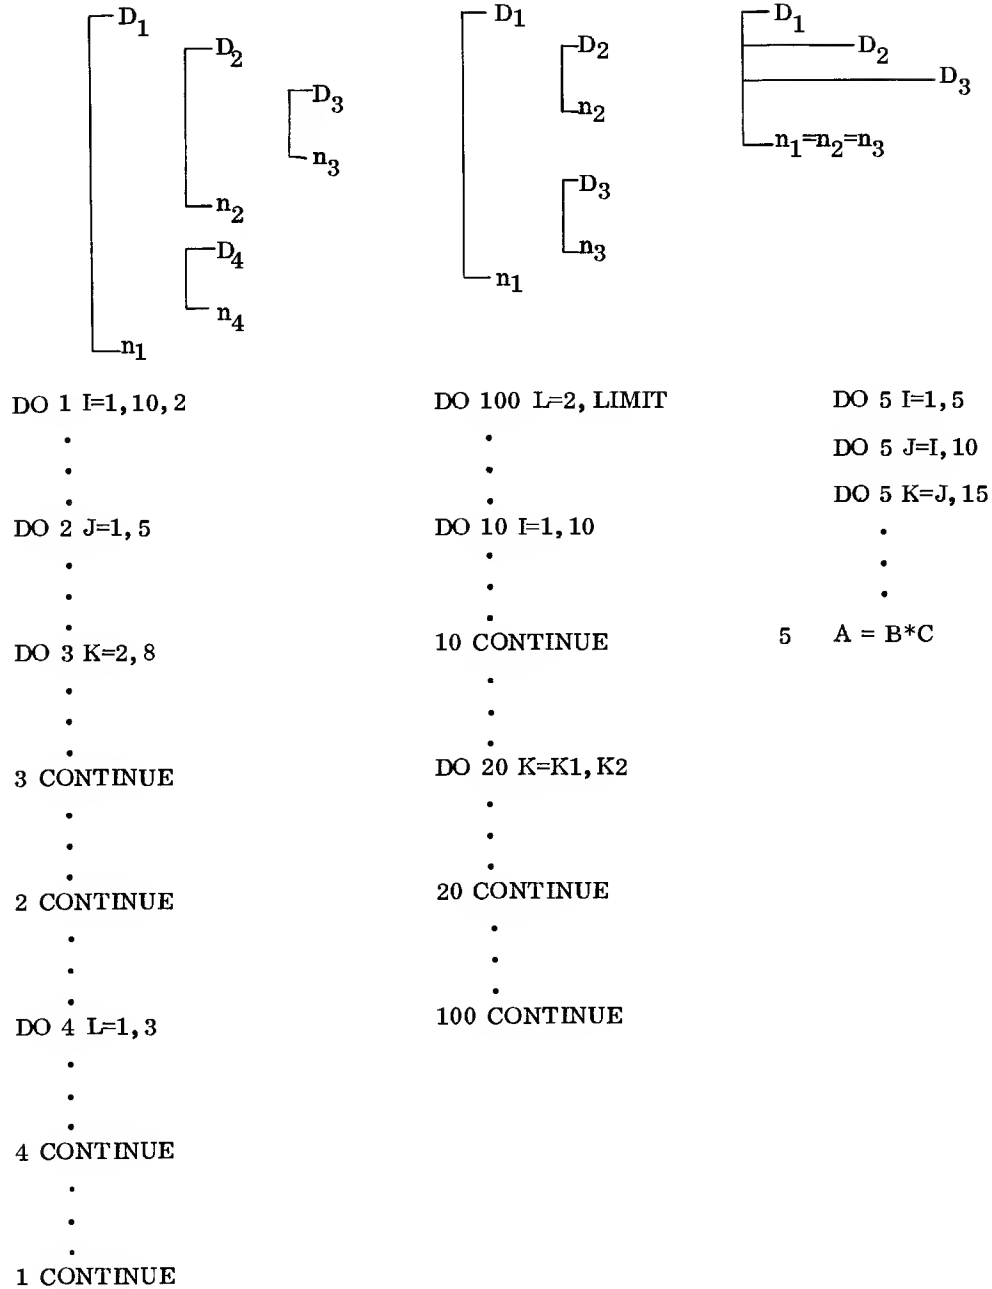 D1
D2
D3
n3
n2
D4
n4
n1
D1
D2
n2
D3
n3
n1
D1
D2
D3
n1=n2=n3
DO 1 I=1, 10, 2
.
.
.
DO 2 J=1, 5
.
.
.
DO 3 K=2, 8
.
.
.
3 CONTINUE
.
.
.
2 CONTINUE
.
.
.
DO 4 L=1, 3
.
.
.
4 CONTINUE
.
.
.
1 CONTINUE
DO 100 L=2, LIMIT
.
.
.
DO 10 I=1, 10
.
.
.
10 CONTINUE
.
.
.
DO 20 K=K1, K2
.
.
.
20 CONTINUE
.
.
.
100 CONTINUE
DO 5 I=1, 5
DO 5 J=I, 10
DO 5 K=J, 15
.
.
.
5 A = B*C